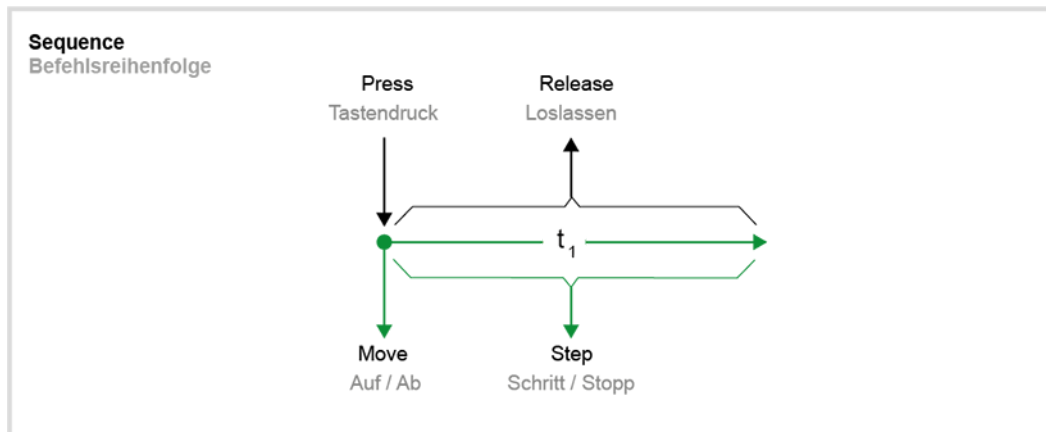 Sequence
Befehlsreihenfolge
Press
Release
Tastendruck
Loslassen
t1
Move
Step
Auf / Ab
Schritt / Stopp